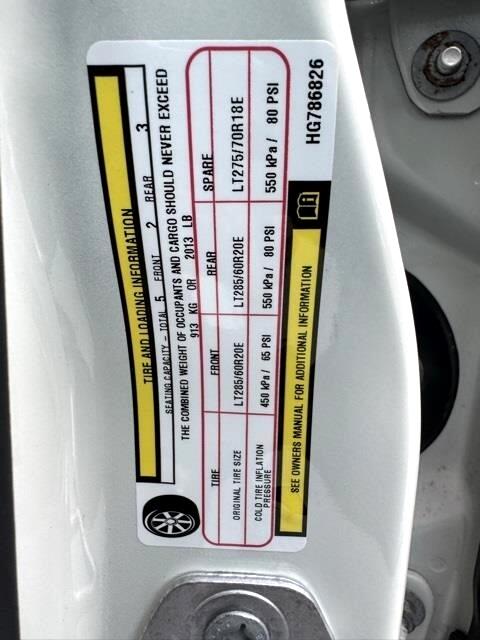 TIRE AND LOADING INFORMATION
SEATING CAPACITY - TOTAL 5 FRONT 2 REAR 3
THE COMBINED WEIGHT OF OCCUPANTS AND CARGO SHOULD NEVER EXCEED
913 KG OR 2013 LB
TIRE FRONT REAR SPARE
ORIGINAL TIRE SIZE LT285/60R20E LT285/60R20E LT275/70R18E
COLD TIRE INFLATION PRESSURE 450 kPa / 65 PSI 550 kPa / 80 PSI 550 kPa / 80 PSI
SEE OWNERS MANUAL FOR ADDITIONAL INFORMATION
HG786826